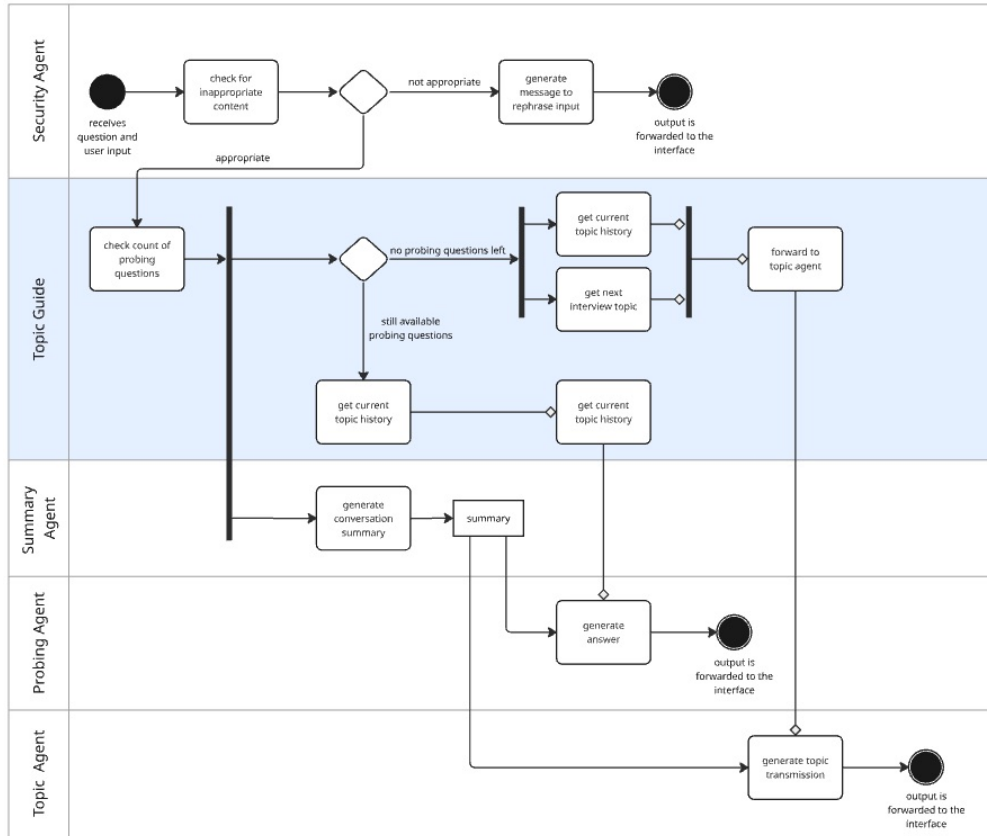 Security Agent
receives
question and
user input
check for
inappropriate
content
not appropriate
generate
message to
rephrase input
output is
forwarded to the
interface
appropriate
Topic Guide
check count of
probing
questions
no probing questions left
get current
topic history
get next
interview topic
forward to
topic agent
still available
probing questions
get current
topic history
get current
topic history
Summary
Agent
generate
conversation
summary
summary
Probing Agent
generate
answer
output is
forwarded to the
interface
Topic Agent
generate topic
transmission
output is
forwarded to the
interface